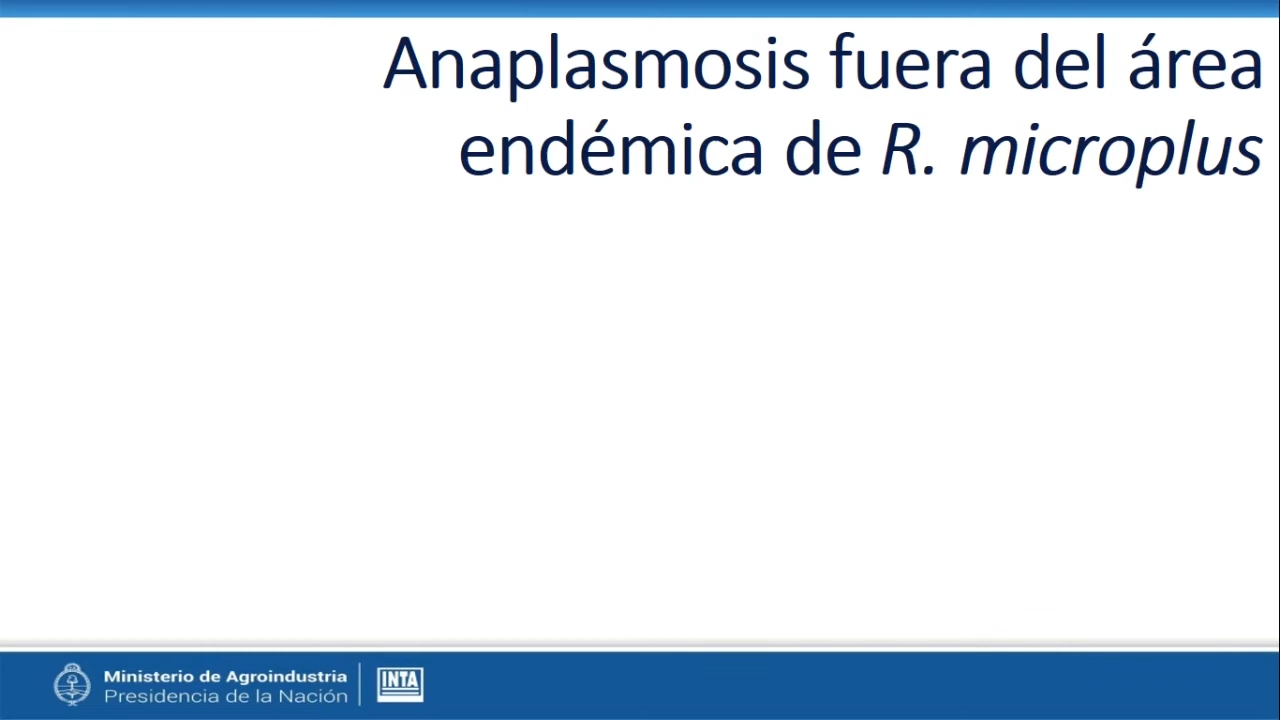 Anaplasmosis fuera del área
endémica de R. microplus
Ministerio de Agroindustria
Presidencia de la Nación
INTA